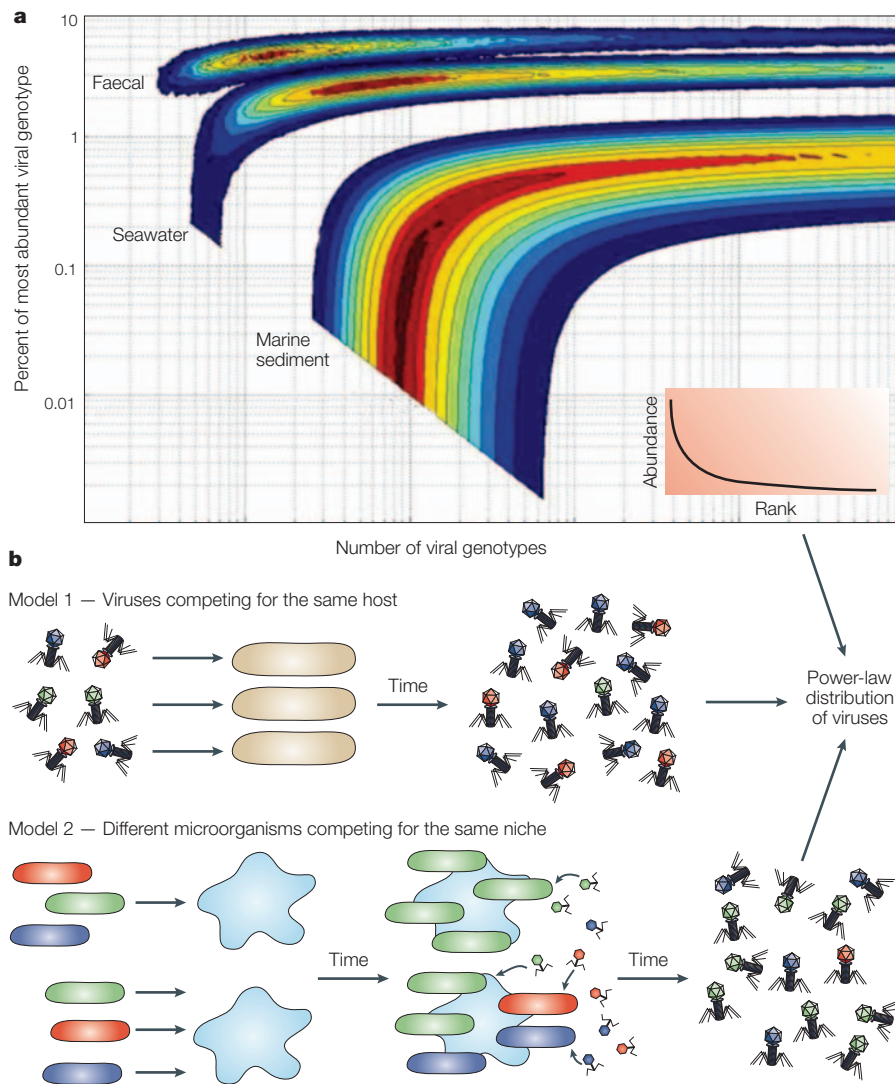 a
10
1
0.1
0.01
Percent of most abundant viral genotype
Faecal
Seawater
Marine
sediment
Abundance
Rank
Number of viral genotypes
b
Model 1 — Viruses competing for the same host
Time
Power-law
distribution
of viruses
Model 2 — Different microorganisms competing for the same niche
Time
Time